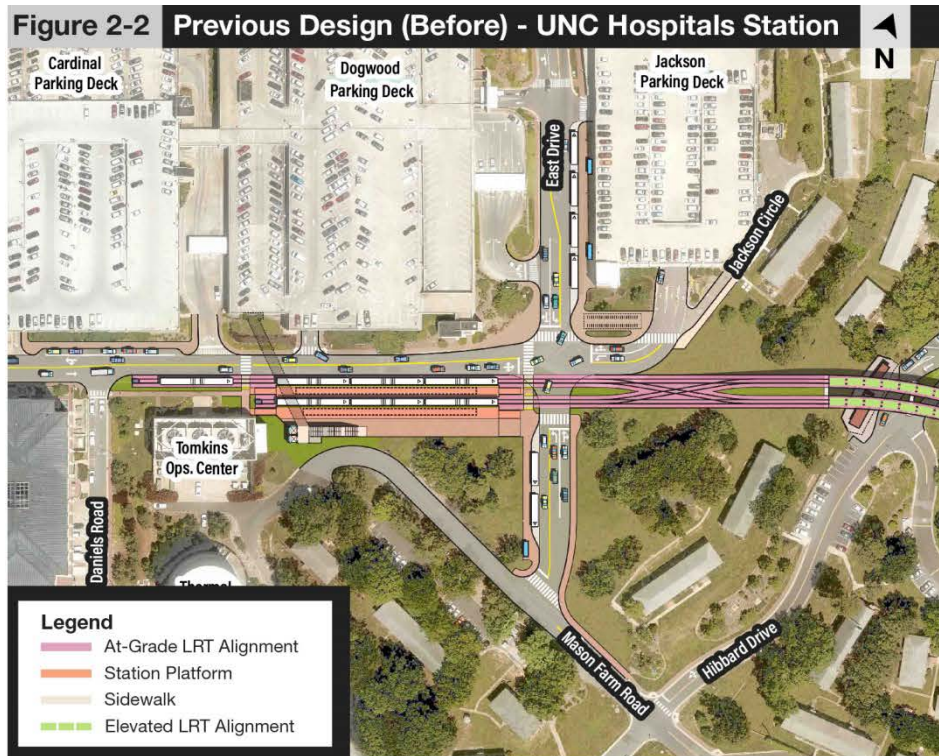 Figure 2-2
Previous Design (Before) - UNC Hospitals Station
N
Cardinal
Parking Deck
Dogwood
Parking Deck
Jackson
Parking Deck
East Drive
Jackson Circle
Tomkins
Ops. Center
Daniels Road
Thermal
Mason Farm Road
Hibbard Drive
Legend
At-Grade LRT Alignment
Station Platform
Sidewalk
Elevated LRT Alignment